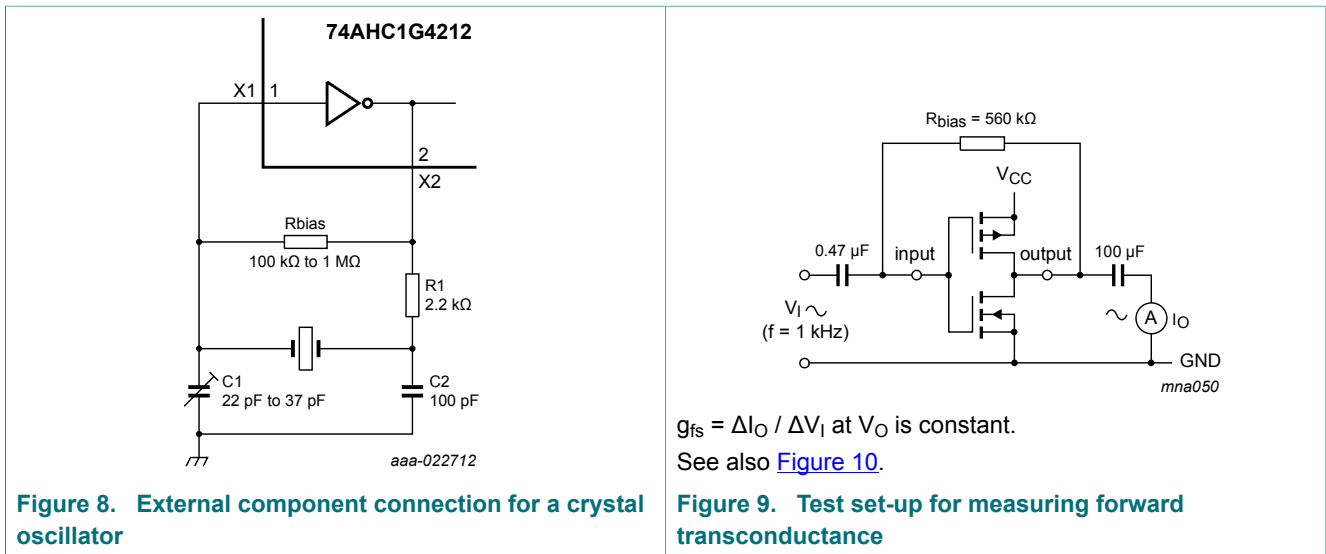 74AHC1G4212
X1
1
2
X2
Rbias
100 kΩ to 1 MΩ
R1
2.2 kΩ
C1
22 pF to 37 pF
C2
100 pF
aaa-022712
Figure 8. External component connection for a crystal
oscillator
Rbias = 560 kΩ
VCC
0.47 µF
input
output
100 µF
VI
(f = 1 kHz)
A
IO
GND
mna050
gfs = ΔIO / ΔVI at VO is constant.
See also Figure 10.
Figure 9. Test set-up for measuring forward
transconductance